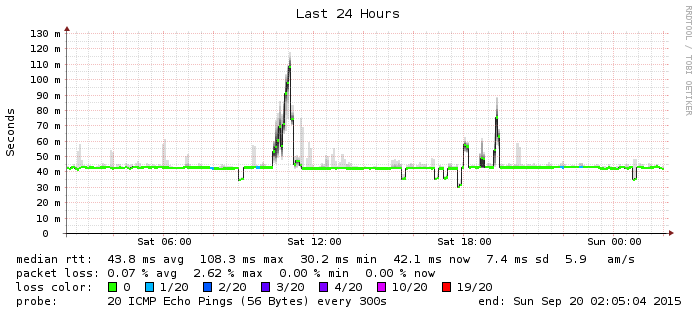 Last 24 Hours
RRDTOOL / TOBI OETIKER
Seconds
130 m
120 m
110 m
100 m
90 m
80 m
70 m
60 m
50 m
40 m
30 m
20 m
10 m
0
Sat 06:00 Sat 12:00 Sat 18:00 Sun 00:00
median rtt: 43.8 ms avg 108.3 ms max 30.2 ms min 42.1 ms now 7.4 ms sd 5.9 am/s
packet loss: 0.07 % avg 2.62 % max 0.00 % min 0.00 % now
loss color: 0 1/20 2/20 3/20 4/20 10/20 19/20
probe: 20 ICMP Echo Pings (56 Bytes) every 300s end: Sun Sep 20 02:05:04 2015